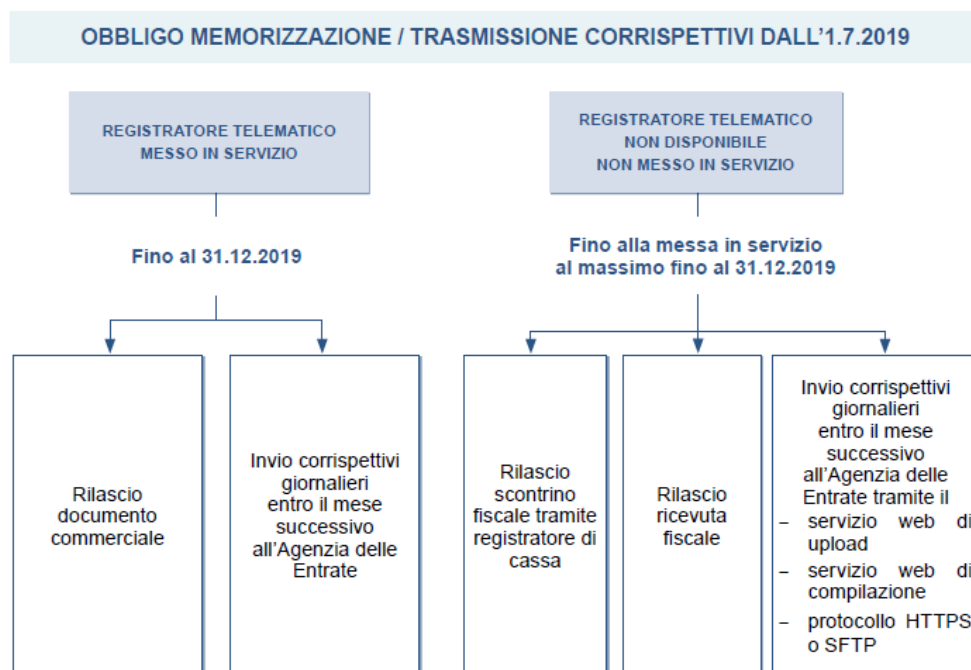 OBBLIGO MEMORIZZAZIONE / TRASMISSIONE CORRISPETTIVI DALL'1.7.2019
REGISTRATORE TELEMATICO
MESSO IN SERVIZIO
REGISTRATORE TELEMATICO
NON DISPONIBILE
NON MESSO IN SERVIZIO
Fino al 31.12.2019
Fino alla messa in servizio
al massimo fino al 31.12.2019
Rilascio
documento
commerciale
Invio corrispettivi
giornalieri
entro il mese
successivo
all'Agenzia delle
Entrate
Rilascio
scontrino
fiscale tramite
registratore di
cassa
Rilascio
ricevuta
fiscale
Invio corrispettivi
giornalieri
entro il mese
successivo
all'Agenzia delle
Entrate tramite il
– servizio web di
upload
– servizio web di
compilazione
– protocollo HTTPS
o SFTP